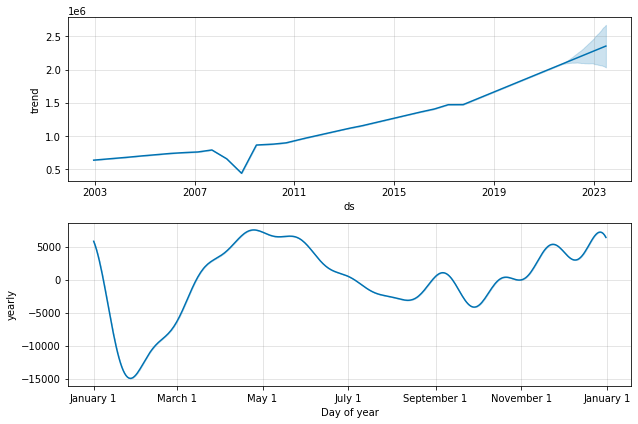 1e6
2.5
2.0
1.5
1.0
0.5
trend
2003 2007 2011 2015 2019 2023
ds
5000
0
−5000
−10000
−15000
yearly
January 1 March 1 May 1 July 1 September 1 November 1 January 1
Day of year